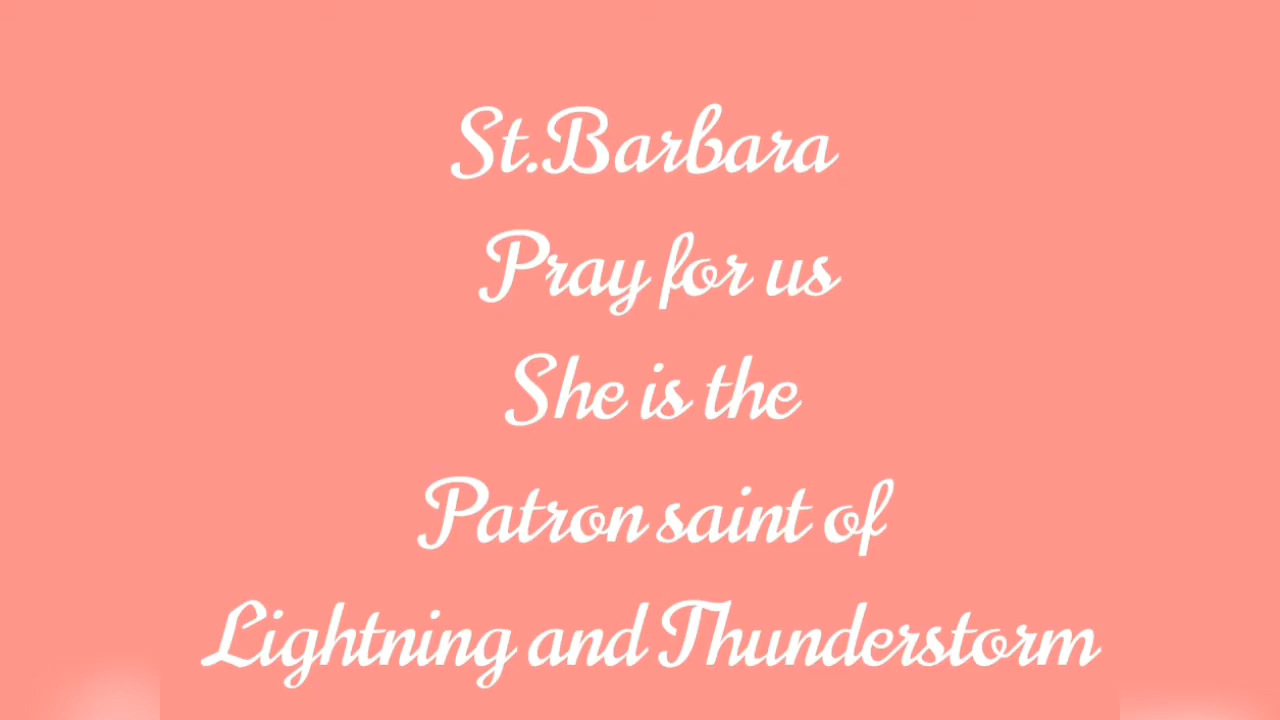 St.Barbara
Pray for us
She is the
Patron saint of
Lightning and Thunderstorm